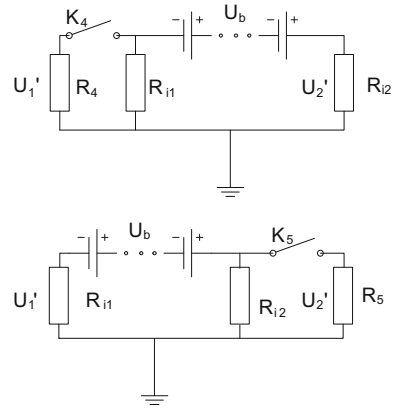 K4
Ub
- + - +
U1' R4 Ri1 U2' Ri2
Ub
K5
- + - +
U1' Ri1 Ri2 U2' R5